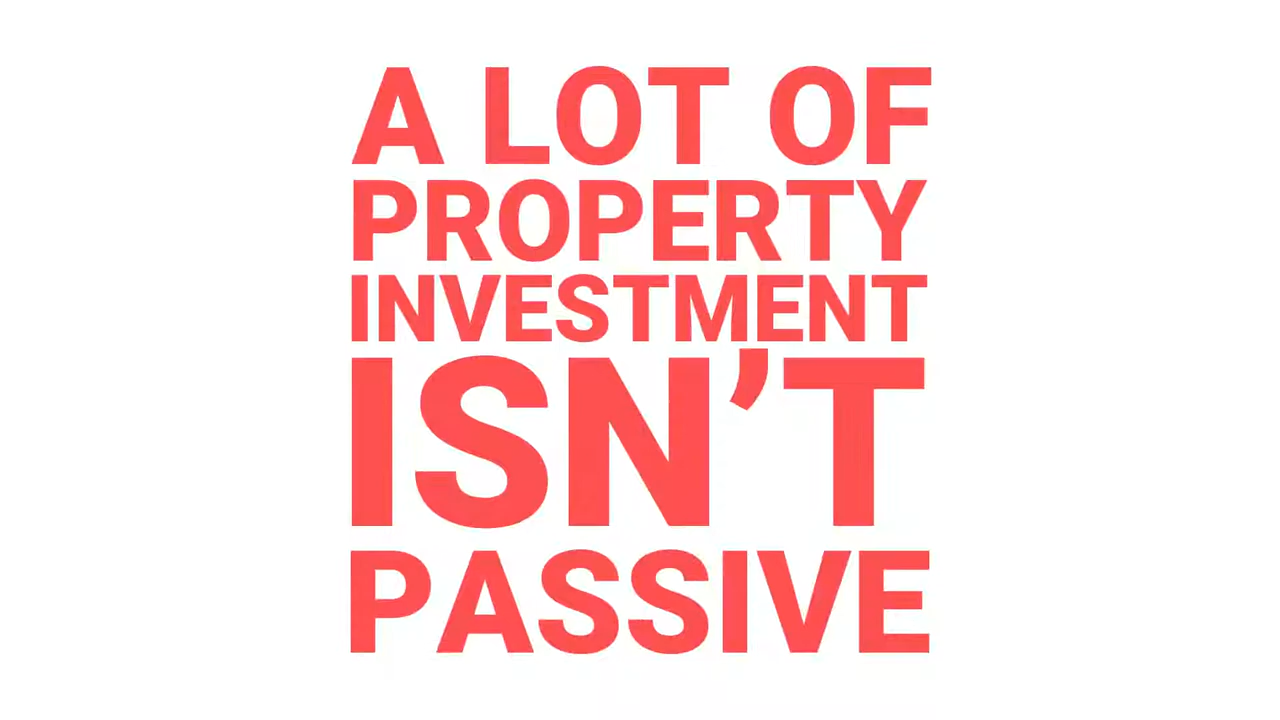 A LOT OF
PROPERTY
INVESTMENT
ISN’T
PASSIVE